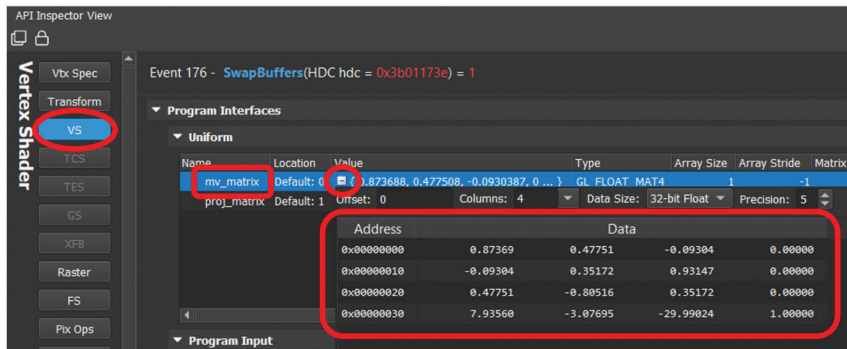 API Inspector View
Vertex Shader
Vtx Spec
Transform
VS
TCS
TES
GS
XFB
Raster
FS
Pix Ops
Event 176 - SwapBuffers(HDC hdc = 0x3b01173e) = 1
Program Interfaces
Uniform
Name Location Value Type Array Size Array Stride Matrix
mv_matrix Default: 0 { 0.873688, 0.477508, -0.0930387, 0 ... } GL_FLOAT_MAT4 1 -1
proj_matrix Default: 1 Offset: 0 Columns: 4 Data Size: 32-bit Float Precision: 5
Address Data
0x00000000 0.87369 0.47751 -0.09304 0.00000
0x00000010 -0.09304 0.35172 0.93147 0.00000
0x00000020 0.47751 -0.80516 0.35172 0.00000
0x00000030 7.93560 -3.07695 -29.99024 1.00000
Program Input